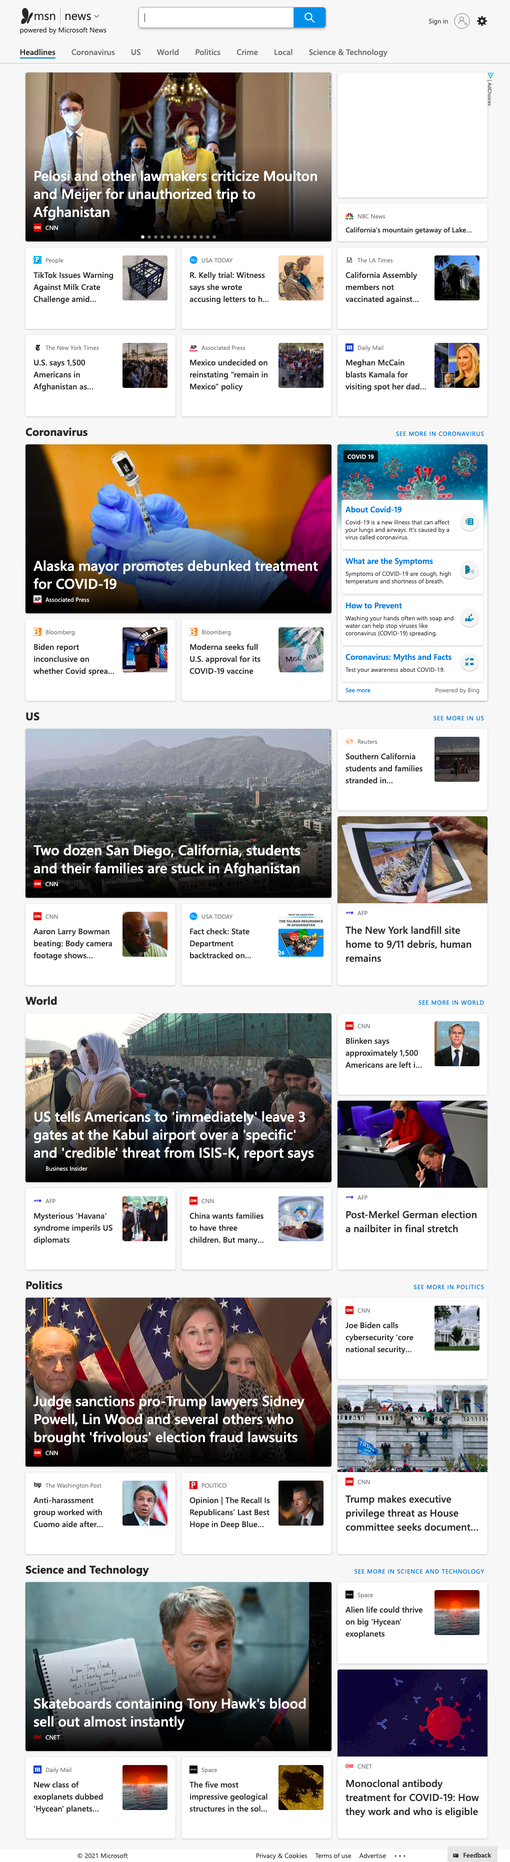 msn news
powered by Microsoft News
Sign in
Headlines Coronavirus US World Politics Crime Local Science & Technology
Pelosi and other lawmakers criticize Moulton
and Meijer for unauthorized trip to
Afghanistan
CNN
AdChoices
NBC News
California's mountain getaway of Lake...
People
TikTok Issues Warning
Against Milk Crate
Challenge amid...
USA TODAY
R. Kelly trial: Witness
says she wrote
accusing letters to h...
The LA Times
California Assembly
members not
vaccinated against...
The New York Times
U.S. says 1,500
Americans in
Afghanistan as...
Associated Press
Mexico undecided on
reinstating "remain in
Mexico" policy
Daily Mail
Meghan McCain
blasts Kamala for
visiting spot her dad...
Coronavirus
SEE MORE IN CORONAVIRUS
Alaska mayor promotes debunked treatment
for COVID-19
Associated Press
COVID 19
About Covid-19
Covid-19 is a new illness that can affect
your lungs and airways. It's caused by a
virus called coronavirus.
What are the Symptoms
Symptoms of COVID-19 are cough, high
temperature and shortness of breath.
How to Prevent
Washing your hands often with soap and
water can help stop viruses like
coronavirus (COVID-19) spreading.
Coronavirus: Myths and Facts
Test your awareness about COVID-19.
See more
Powered by Bing
Bloomberg
Biden report
inconclusive on
whether Covid sprea...
Bloomberg
Moderna seeks full
U.S. approval for its
COVID-19 vaccine
US
SEE MORE IN US
Two dozen San Diego, California, students
and their families are stuck in Afghanistan
CNN
Reuters
Southern California
students and families
stranded in...
AFP
The New York landfill site
home to 9/11 debris, human
remains
CNN
Aaron Larry Bowman
beating: Body camera
footage shows...
USA TODAY
Fact check: State
Department
backtracked on...
World
SEE MORE IN WORLD
US tells Americans to 'immediately' leave 3
gates at the Kabul airport over a 'specific'
and 'credible' threat from ISIS-K, report says
Business Insider
CNN
Blinken says
approximately 1,500
Americans are left i...
AFP
Post-Merkel German election
a nailbiter in final stretch
AFP
Mysterious 'Havana'
syndrome imperils US
diplomats
CNN
China wants families
to have three
children. But many...
Politics
SEE MORE IN POLITICS
Judge sanctions pro-Trump lawyers Sidney
Powell, Lin Wood and several others who
brought 'frivolous' election fraud lawsuits
CNN
CNN
Joe Biden calls
cybersecurity 'core
national security...
CNN
Trump makes executive
privilege threat as House
committee seeks document...
The Washington Post
Anti-harassment
group worked with
Cuomo aide after...
POLITICO
Opinion | The Recall Is
Republicans' Last Best
Hope in Deep Blue...
Science and Technology
SEE MORE IN SCIENCE AND TECHNOLOGY
Skateboards containing Tony Hawk's blood
sell out almost instantly
CNET
Space
Alien life could thrive
on big 'Hycean'
exoplanets
CNET
Monoclonal antibody
treatment for COVID-19: How
they work and who is eligible
Daily Mail
New class of
exoplanets dubbed
'Hycean' planets...
Space
The five most
impressive geological
structures in the sol...
© 2021 Microsoft
Privacy & Cookies Terms of use Advertise ...
Feedback